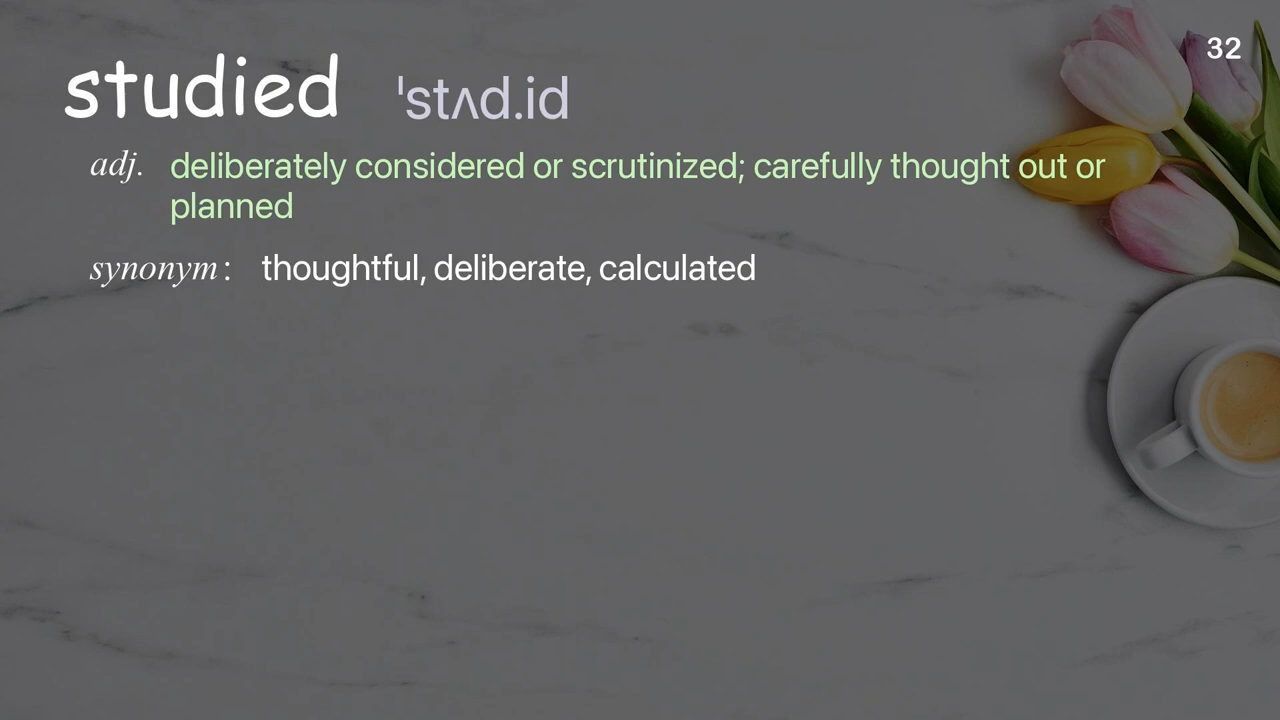 32
studied ˈstʌd.id
adj. deliberately considered or scrutinized; carefully thought out or
planned
synonym: thoughtful, deliberate, calculated